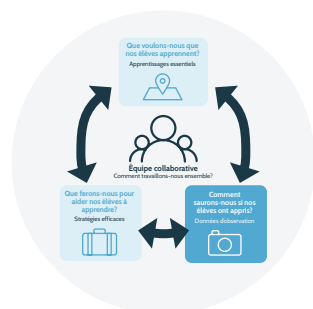 Que voulons-nous que
nos élèves apprennent?
Apprentissages essentiels
Équipe collaborative
Comment travaillons-nous ensemble?
Que ferons-nous pour
aider nos élèves à
apprendre?
Stratégies efficaces
Comment
saurons-nous si nos
élèves ont appris?
Données d'observation